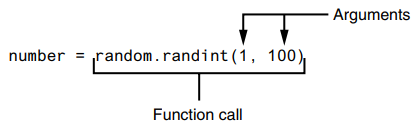 Arguments
number = random.randint(1, 100)
Function call